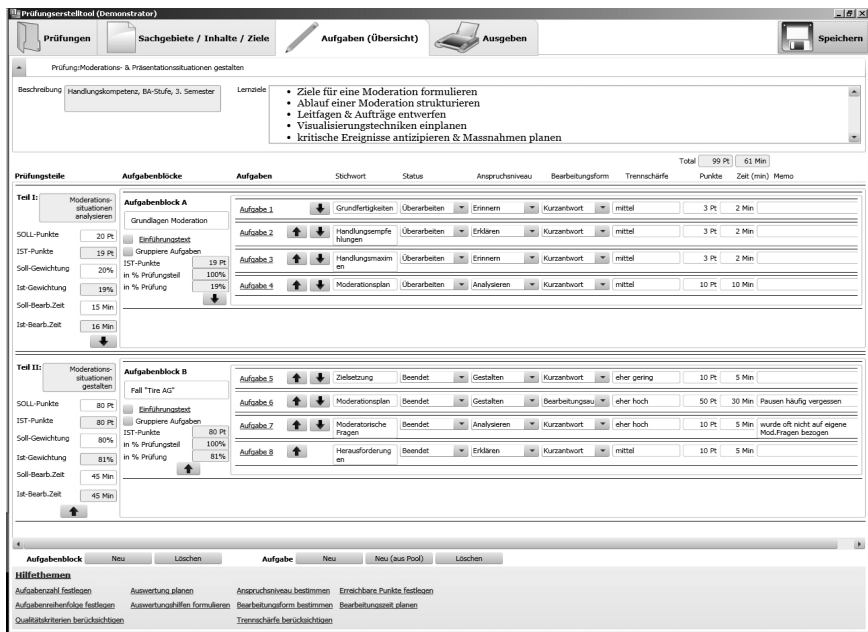 Prüfungserstelltool (Demonstrator)
Prüfungen Sachgebiete / Inhalte / Ziele Aufgaben (Übersicht) Ausgeben Speichern
Prüfung:Moderations- & Präsentationssituationen gestalten
Beschreibung Handlungskompetenz, BA-Stufe, 3. Semester
Lernziele
• Ziele für eine Moderation formulieren
• Ablauf einer Moderation strukturieren
• Leitfagen & Aufträge entwerfen
• Visualisierungstechniken einplanen
• kritische Ereignisse antizipieren & Massnahmen planen
Total 99 Pt 61 Min
Prüfungsteile Aufgabenblöcke Aufgaben Stichwort Status Anspruchsniveau Bearbeitungsform Trennschärfe Punkte Zeit (min) Memo
Teil I: Moderations-
situationen
analysieren
SOLL-Punkte 20 Pt
IST-Punkte 19 Pt
Soll-Gewichtung 20%
Ist-Gewichtung 19%
Soll-Bearb.Zeit 15 Min
Ist-Bearb.Zeit 16 Min
Aufgabenblock A
Grundlagen Moderation
Einführungstext
Gruppiere Aufgaben
IST-Punkte 19 Pt
in % Prüfungsteil 100%
in % Prüfung 19%
Aufgabe 1 Grundfertigkeiten Überarbeiten Erinnern Kurzantwort mittel 3 Pt 2 Min
Aufgabe 2 Handlungsempfe Überarbeiten Erklären Kurzantwort mittel 3 Pt 2 Min
hlungen
Aufgabe 3 Handlungsmaxim Überarbeiten Erinnern Kurzantwort mittel 3 Pt 2 Min
en
Aufgabe 4 Moderationsplan Überarbeiten Analysieren Kurzantwort mittel 10 Pt 10 Min
Teil II: Moderations-
situationen
gestalten
SOLL-Punkte 80 Pt
IST-Punkte 80 Pt
Soll-Gewichtung 80%
Ist-Gewichtung 81%
Soll-Bearb.Zeit 45 Min
Ist-Bearb.Zeit 45 Min
Aufgabenblock B
Fall "Tire AG"
Einführungstext
Gruppiere Aufgaben
IST-Punkte 80 Pt
in % Prüfungsteil 100%
in % Prüfung 81%
Aufgabe 5 Zielsetzung Beendet Gestalten Kurzantwort eher gering 10 Pt 5 Min
Aufgabe 6 Moderationsplan Beendet Gestalten Bearbeitungsau eher hoch 50 Pt 30 Min Pausen häufig vergessen
Aufgabe 7 Moderatorische Beendet Analysieren Kurzantwort eher hoch 10 Pt 5 Min wurde oft nicht auf eigene
Fragen Mod.Fragen bezogen
Aufgabe 8 Herausforderung Beendet Erklären Kurzantwort mittel 10 Pt 5 Min
en
Aufgabenblock Neu Löschen Aufgabe Neu Neu (aus Pool) Löschen
Hilfethemen
Aufgabenzahl festlegen Auswertung planen Anspruchsniveau bestimmen Erreichbare Punkte festlegen
Aufgabenreihenfolge festlegen Auswertungshilfen formulieren Bearbeitungsform bestimmen Bearbeitungszeit planen
Qualitätskriterien berücksichtigen Trennschärfe berücksichtigen